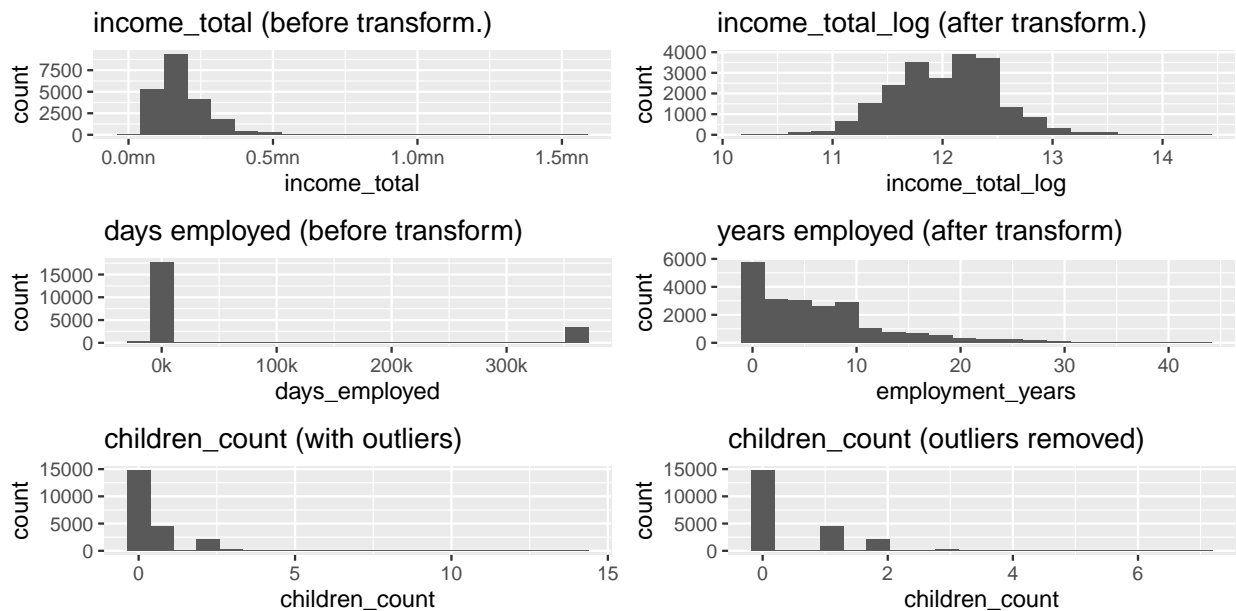 income_total (before transform.)
count
7500
5000
2500
0
0.0mn 0.5mn 1.0mn 1.5mn
income_total
income_total_log (after transform.)
count
4000
3000
2000
1000
0
10 11 12 13 14
income_total_log
days employed (before transform)
count
15000
10000
5000
0
0k 100k 200k 300k
days_employed
years employed (after transform)
count
6000
4000
2000
0
0 10 20 30 40
employment_years
children_count (with outliers)
count
15000
10000
5000
0
0 5 10 15
children_count
children_count (outliers removed)
count
15000
10000
5000
0
0 2 4 6
children_count